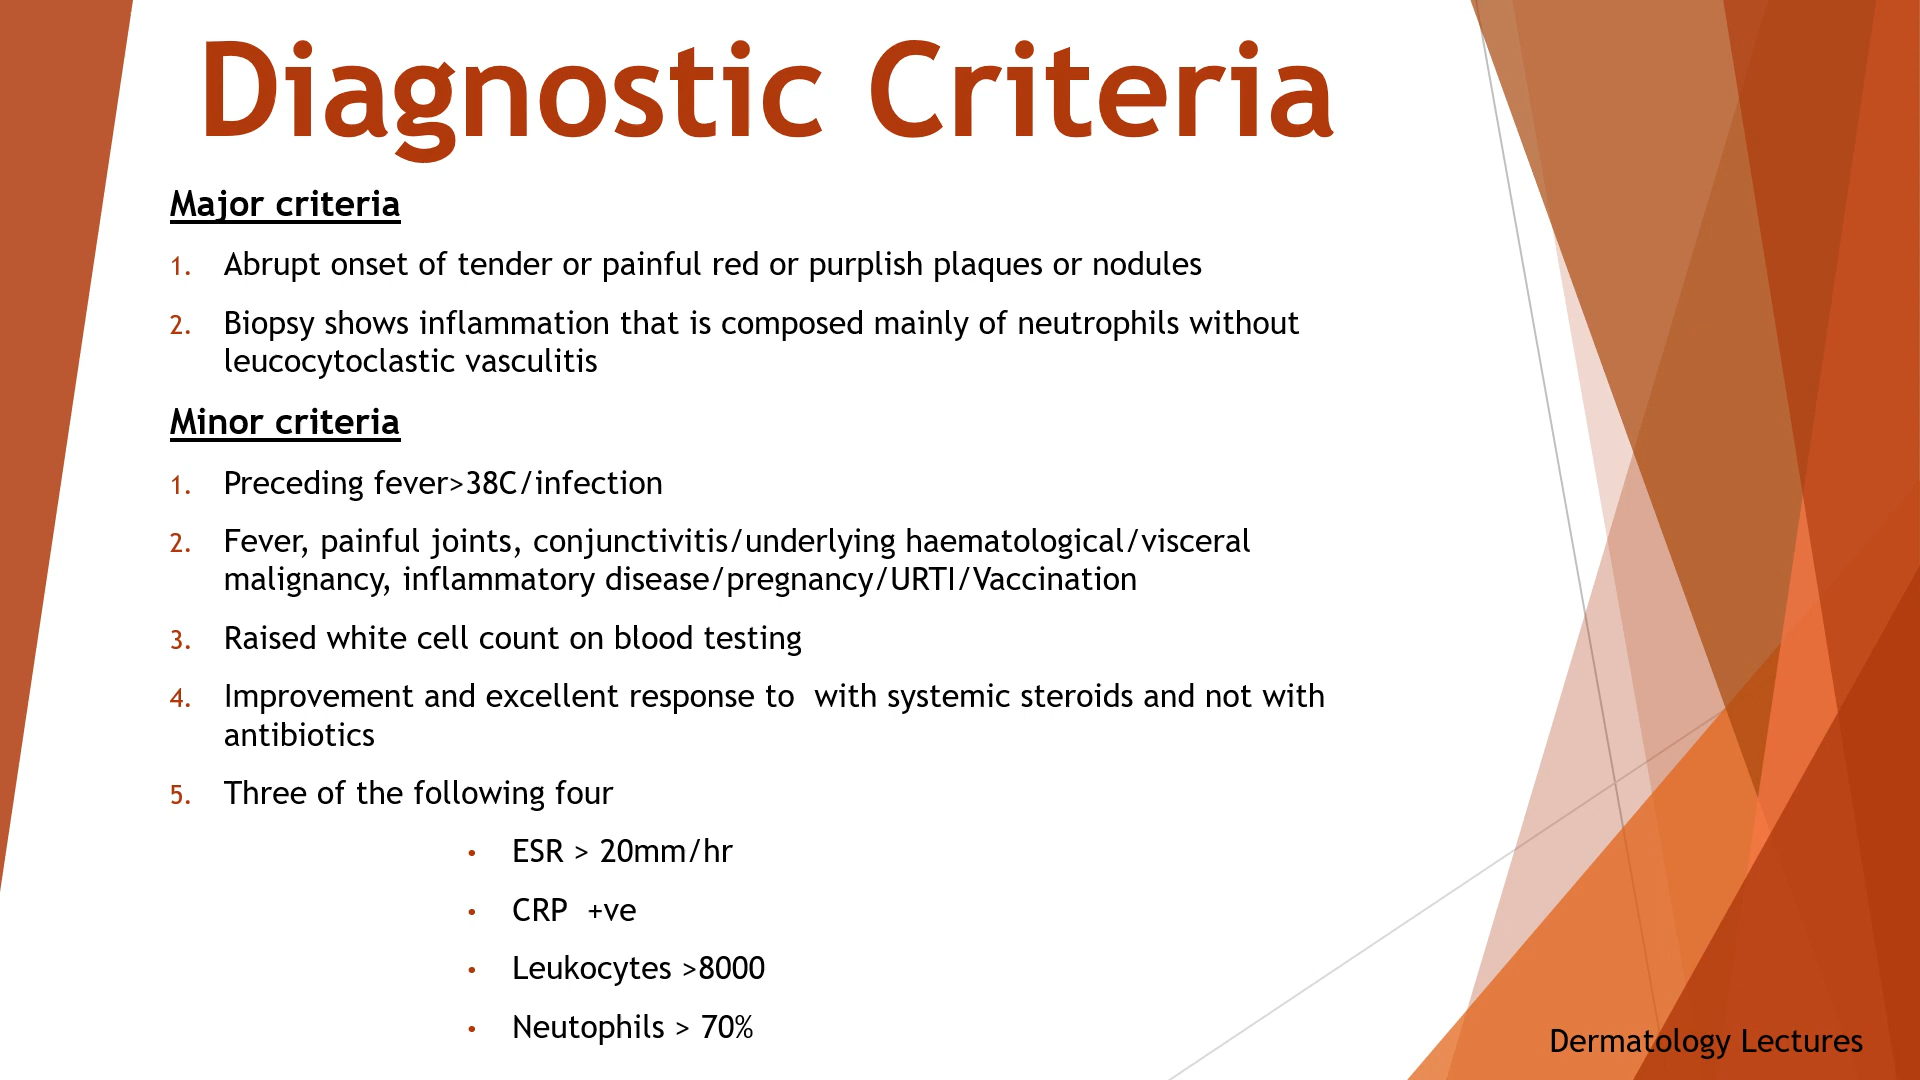 Diagnostic Criteria
Major criteria
1. Abrupt onset of tender or painful red or purplish plaques or nodules
2. Biopsy shows inflammation that is composed mainly of neutrophils without
leucocytoclastic vasculitis
Minor criteria
1. Preceding fever>38C/infection
2. Fever, painful joints, conjunctivitis/underlying haematological/visceral
malignancy, inflammatory disease/pregnancy/URTI/Vaccination
3. Raised white cell count on blood testing
4. Improvement and excellent response to  with systemic steroids and not with
antibiotics
5. Three of the following four
• ESR > 20mm/hr
• CRP  +ve
• Leukocytes >8000
• Neutophils > 70%
Dermatology Lectures